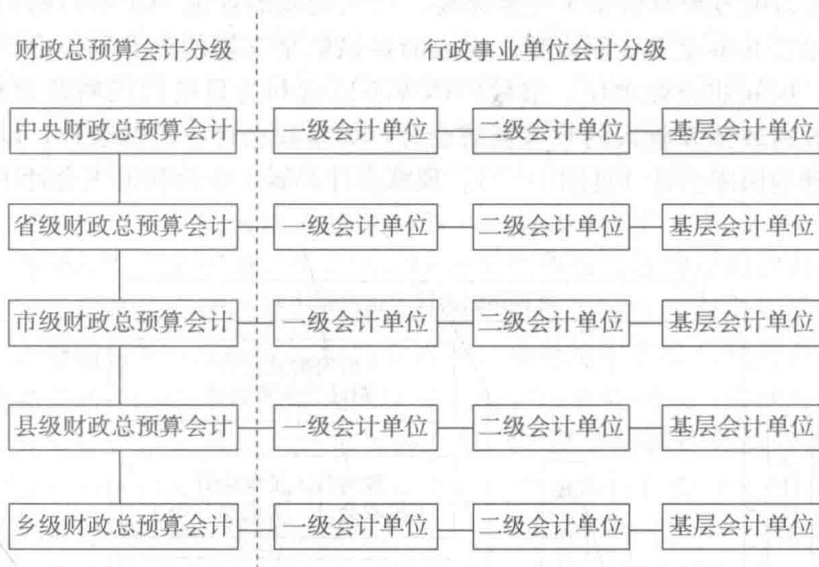 财政总预算会计分级 行政事业单位会计分级
中央财政总预算会计 一级会计单位 二级会计单位 基层会计单位
省级财政总预算会计 一级会计单位 二级会计单位 基层会计单位
市级财政总预算会计 一级会计单位 二级会计单位 基层会计单位
县级财政总预算会计 一级会计单位 二级会计单位 基层会计单位
乡级财政总预算会计 一级会计单位 二级会计单位 基层会计单位